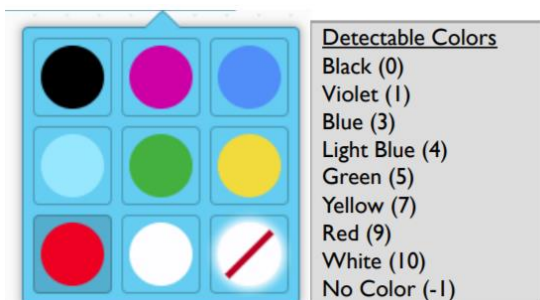 Detectable Colors
Black (0)
Violet (1)
Blue (3)
Light Blue (4)
Green (5)
Yellow (7)
Red (9)
White (10)
No Color (-1)